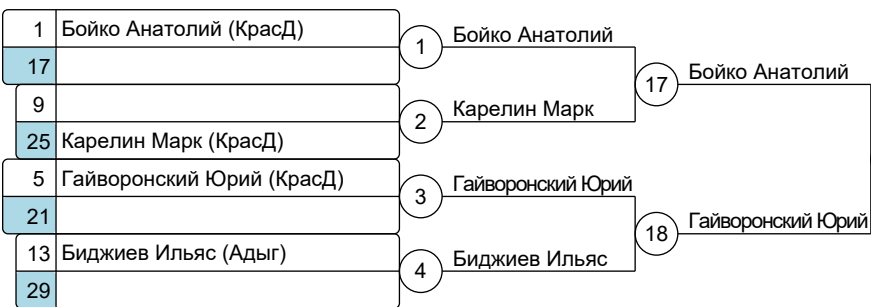 1 Бойко Анатолий (КрасД)
17
9
25 Карелин Марк (КрасД)
5 Гайворонский Юрий (КрасД)
21
13 Биджиев Ильяс (Адыг)
29
1 Бойко Анатолий
2 Карелин Марк
3 Гайворонский Юрий
4 Биджиев Ильяс
17 Бойко Анатолий
18 Гайворонский Юрий